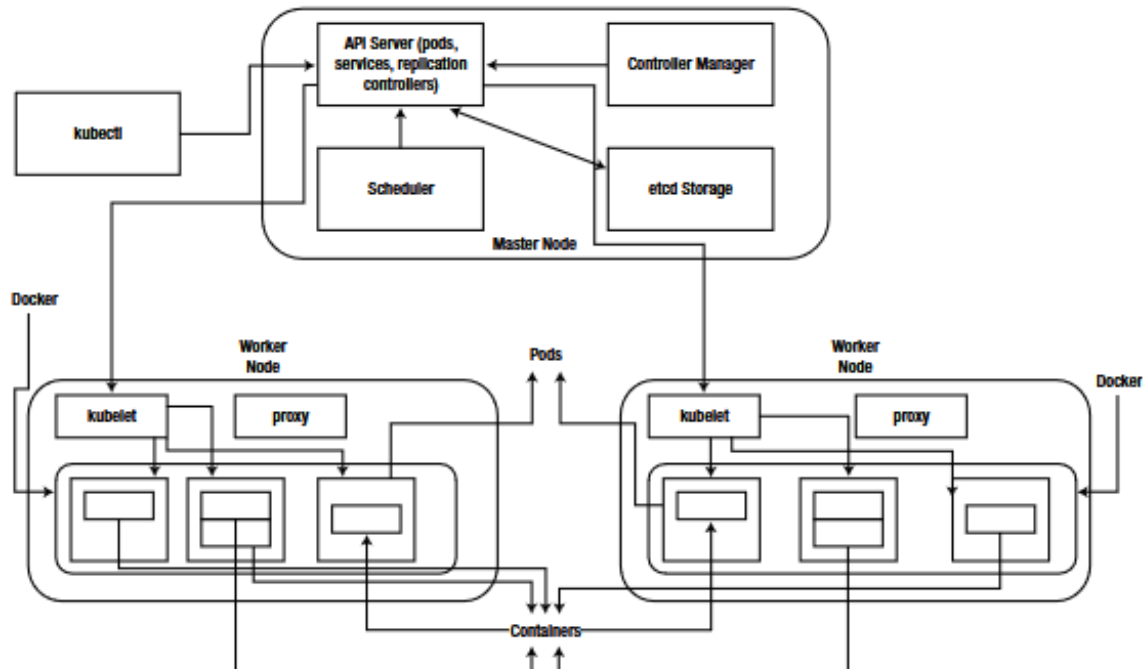 API Server (pods,
services, replication
controllers)
Controller Manager
kubectl
Scheduler
etcd Storage
Master Node
Docker
Worker
Node
Pods
Worker
Node
Docker
kubelet
proxy
kubelet
proxy
Containers